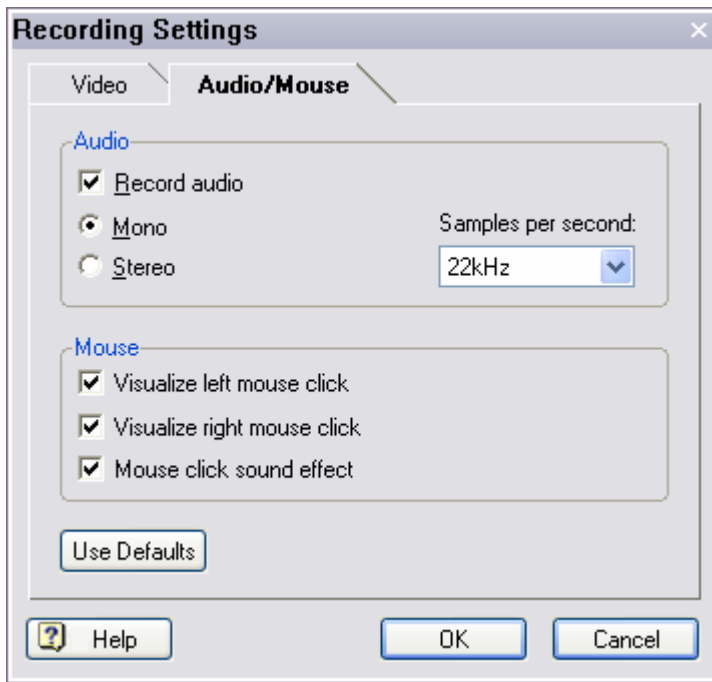 Recording Settings
Video Audio/Mouse
Audio
Record audio
Mono Samples per second:
Stereo 22kHz
Mouse
Visualize left mouse click
Visualize right mouse click
Mouse click sound effect
Use Defaults
Help OK Cancel